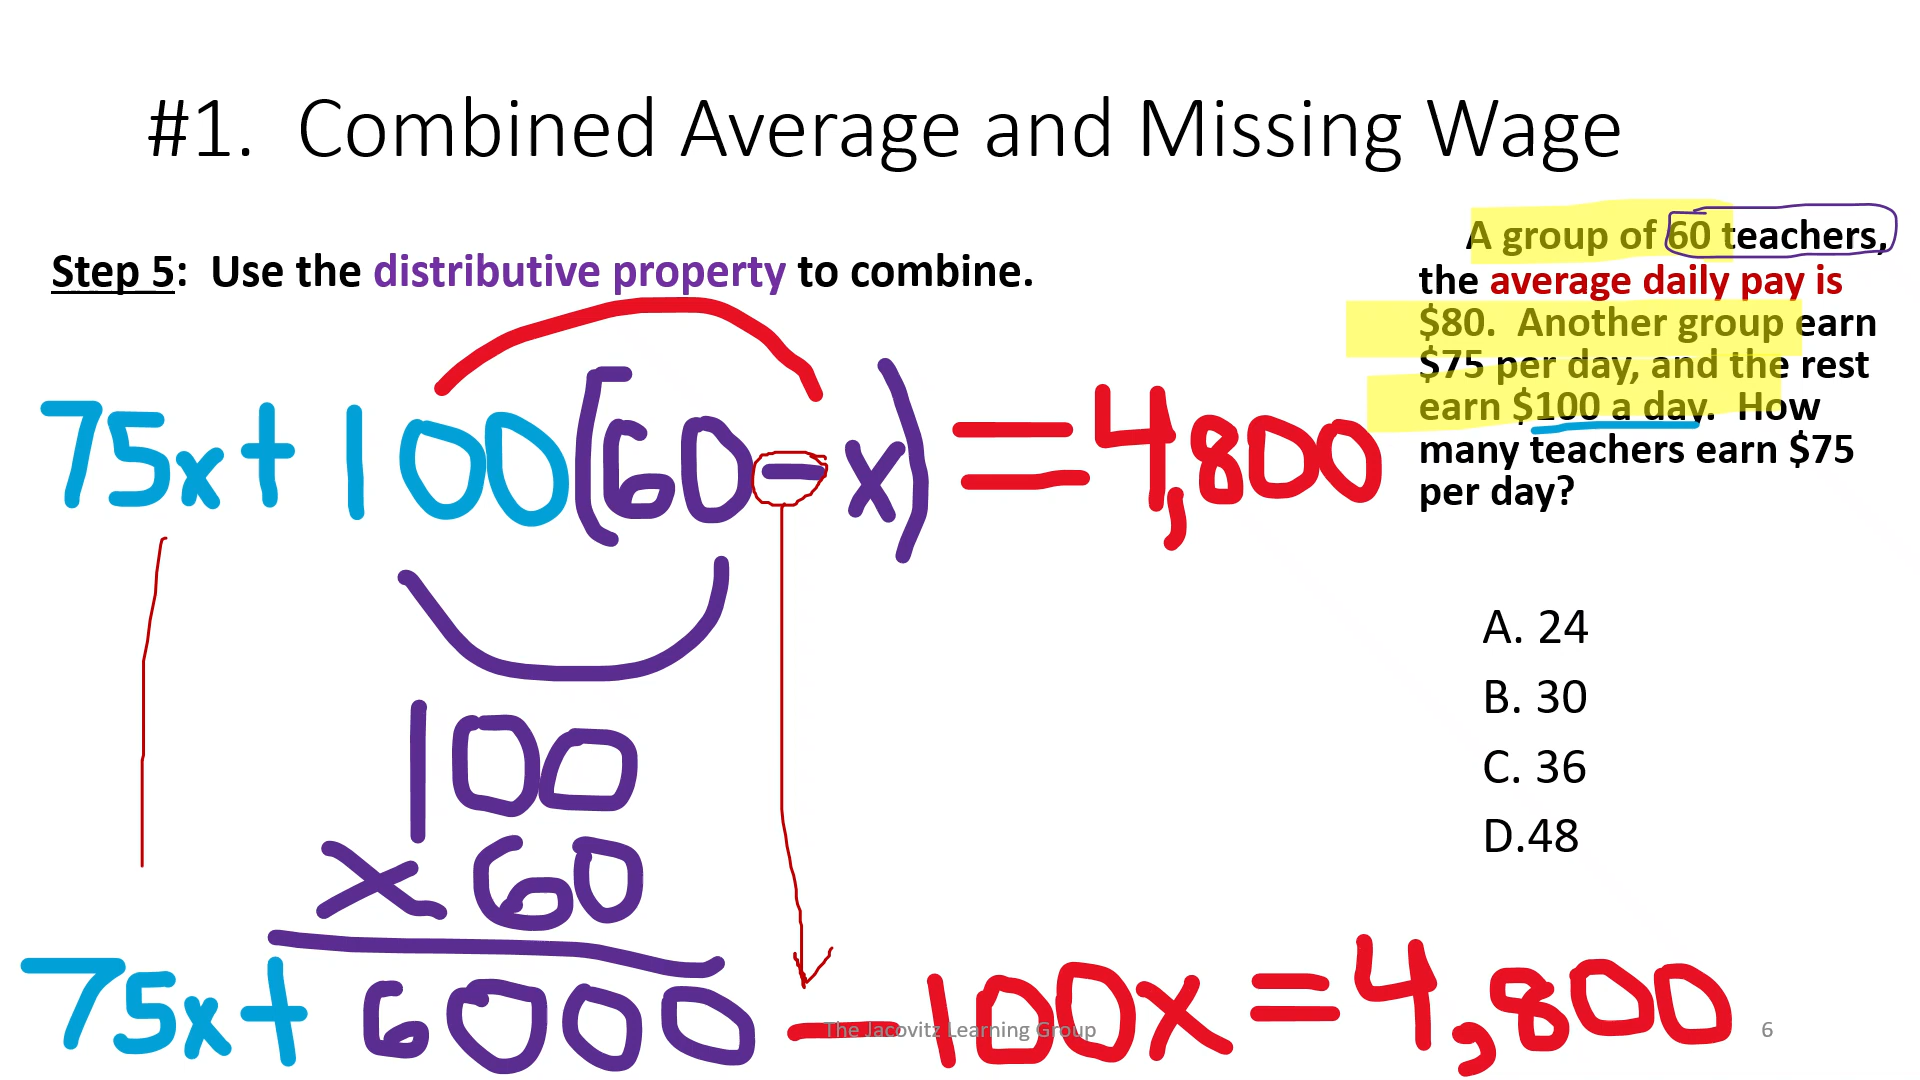 #1. Combined Average and Missing Wage
Step 5: Use the distributive property to combine.
75x + 100(60 - x) = 4,800
100
x 60
75x + 6000 - 100x = 4,800
A group of 60 teachers,
the average daily pay is
$80. Another group earn
$75 per day, and the rest
earn $100 a day. How
many teachers earn $75
per day?
A. 24
B. 30
C. 36
D.48
The Jacovitz Learning Group
6